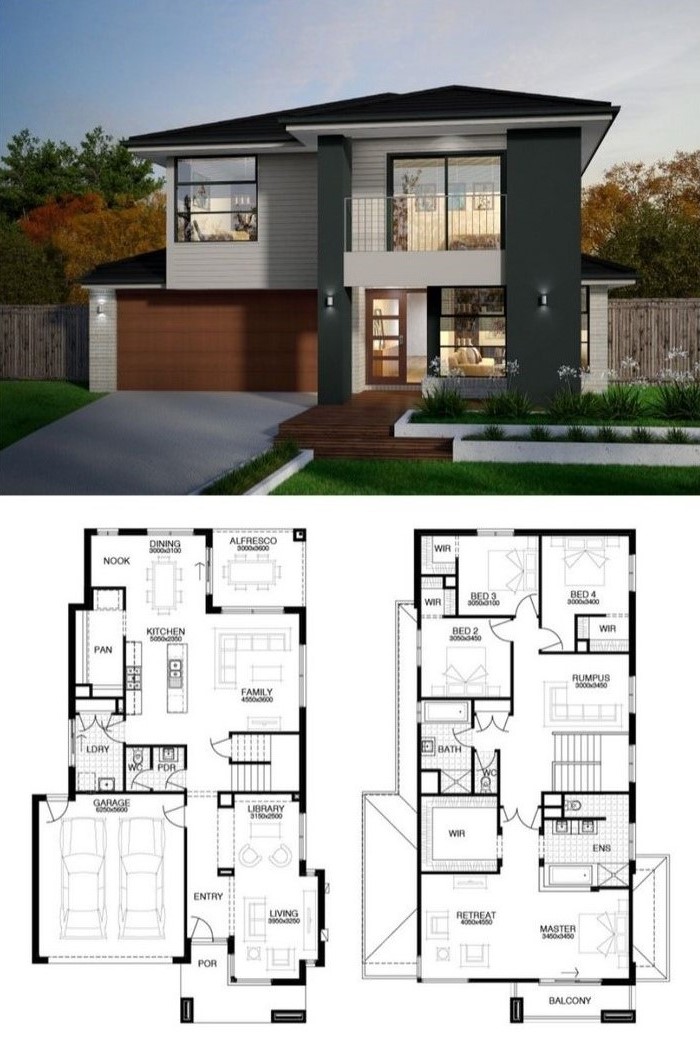 DINING
3000x3100
ALFRESCO
3000x3600
NOOK
KITCHEN
5050x2350
PAN
FAMILY
4550x3600
LDRY
WC
PDR
GARAGE
6250x5600
LIBRARY
3150x2500
ENTRY
LIVING
3950x3250
POR
WIR
BED 3
3050x3100
BED 4
3000x3400
WIR
BED 2
3050x3450
WIR
RUMPUS
3000x3450
BATH
WC
WIR
ENS
RETREAT
4050x4550
MASTER
3450x3450
BALCONY